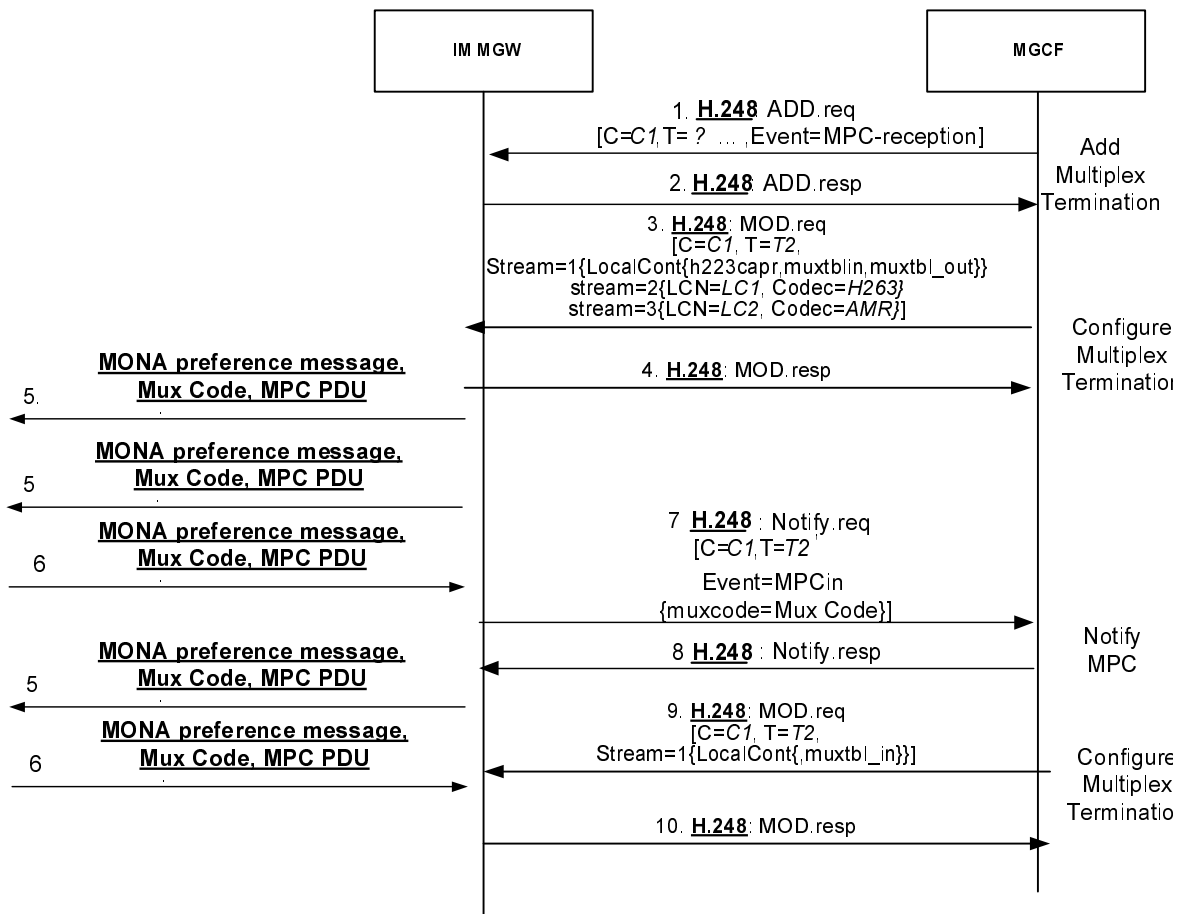 IM MGW
MGCF
1. H.248: ADD.req
[C=C1,T= ? ... ,Event=MPC-reception]
Add
Multiplex
Termination
2. H.248: ADD.resp
3. H.248: MOD.req
[C=C1, T=T2,
Stream=1{LocalCont{h223capr,muxtblin,muxtbl_out}}
stream=2{LCN=LC1, Codec=H263}
stream=3{LCN=LC2, Codec=AMR}]
Configure
Multiplex
Termination
MONA preference message,
Mux Code, MPC PDU
5.
4. H.248: MOD.resp
MONA preference message,
Mux Code, MPC PDU
5
7 H.248 : Notify.req
[C=C1,T=T2,
MONA preference message,
Mux Code, MPC PDU
6
Event=MPCin
{muxcode=Mux Code}]
Notify
MPC
8 H.248 : Notify.resp
MONA preference message,
Mux Code, MPC PDU
5
9. H.248: MOD.req
[C=C1, T=T2,
Stream=1{LocalCont{,muxtbl_in}}]
MONA preference message,
Mux Code, MPC PDU
6
Configure
Multiplex
Terminatio
10. H.248: MOD.resp